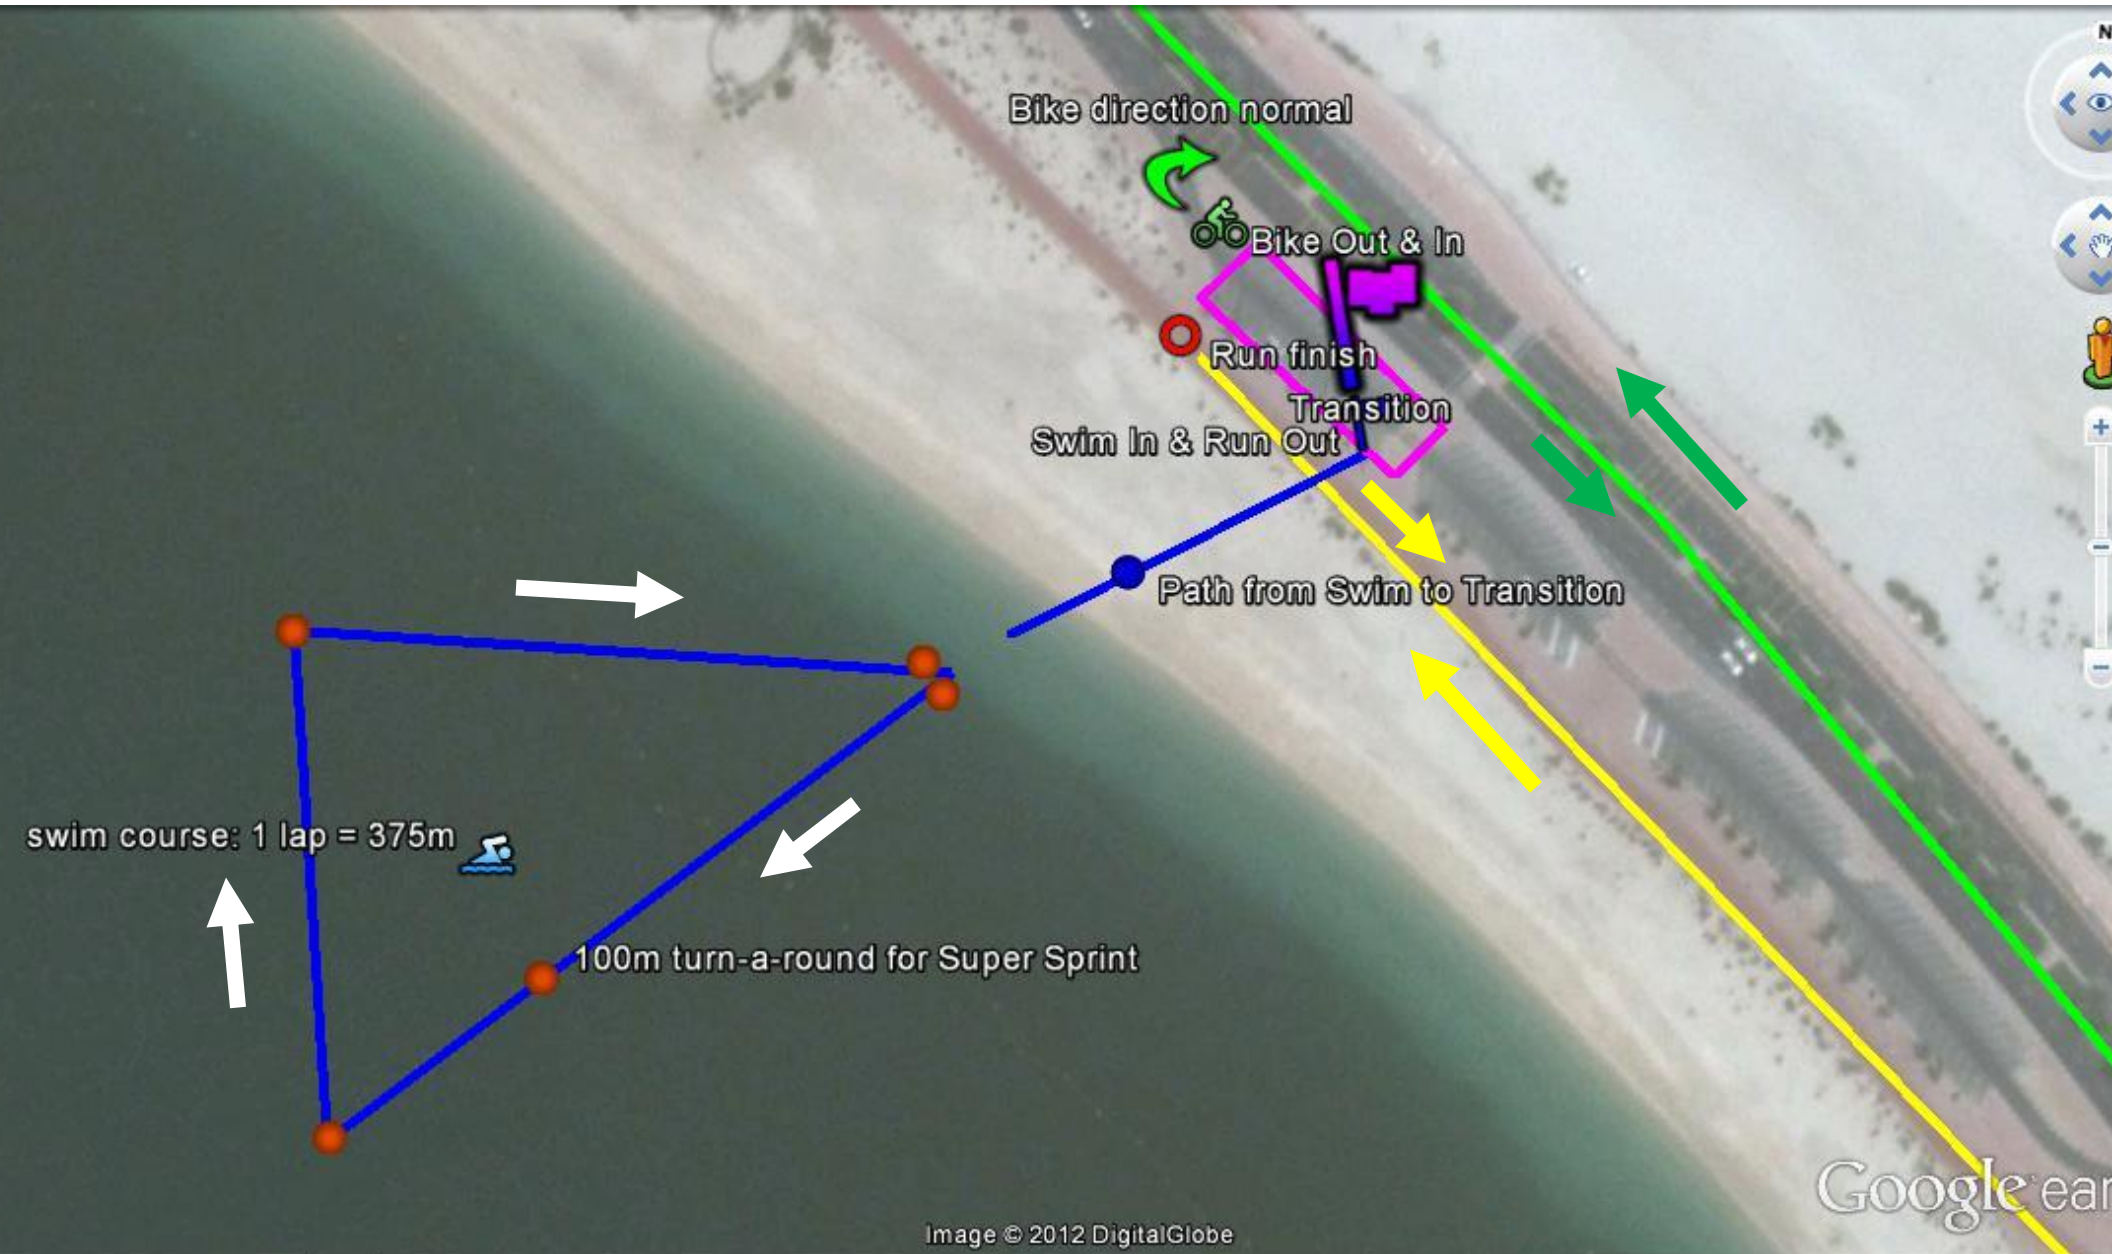 N
Bike direction normal
Bike Out & In
Run finish
Transition
Swim In & Run Out
Path from Swim to Transition
swim course: 1 lap = 375m
100m turn-a-round for Super Sprint
Google ear
Image © 2012 DigitalGlobe